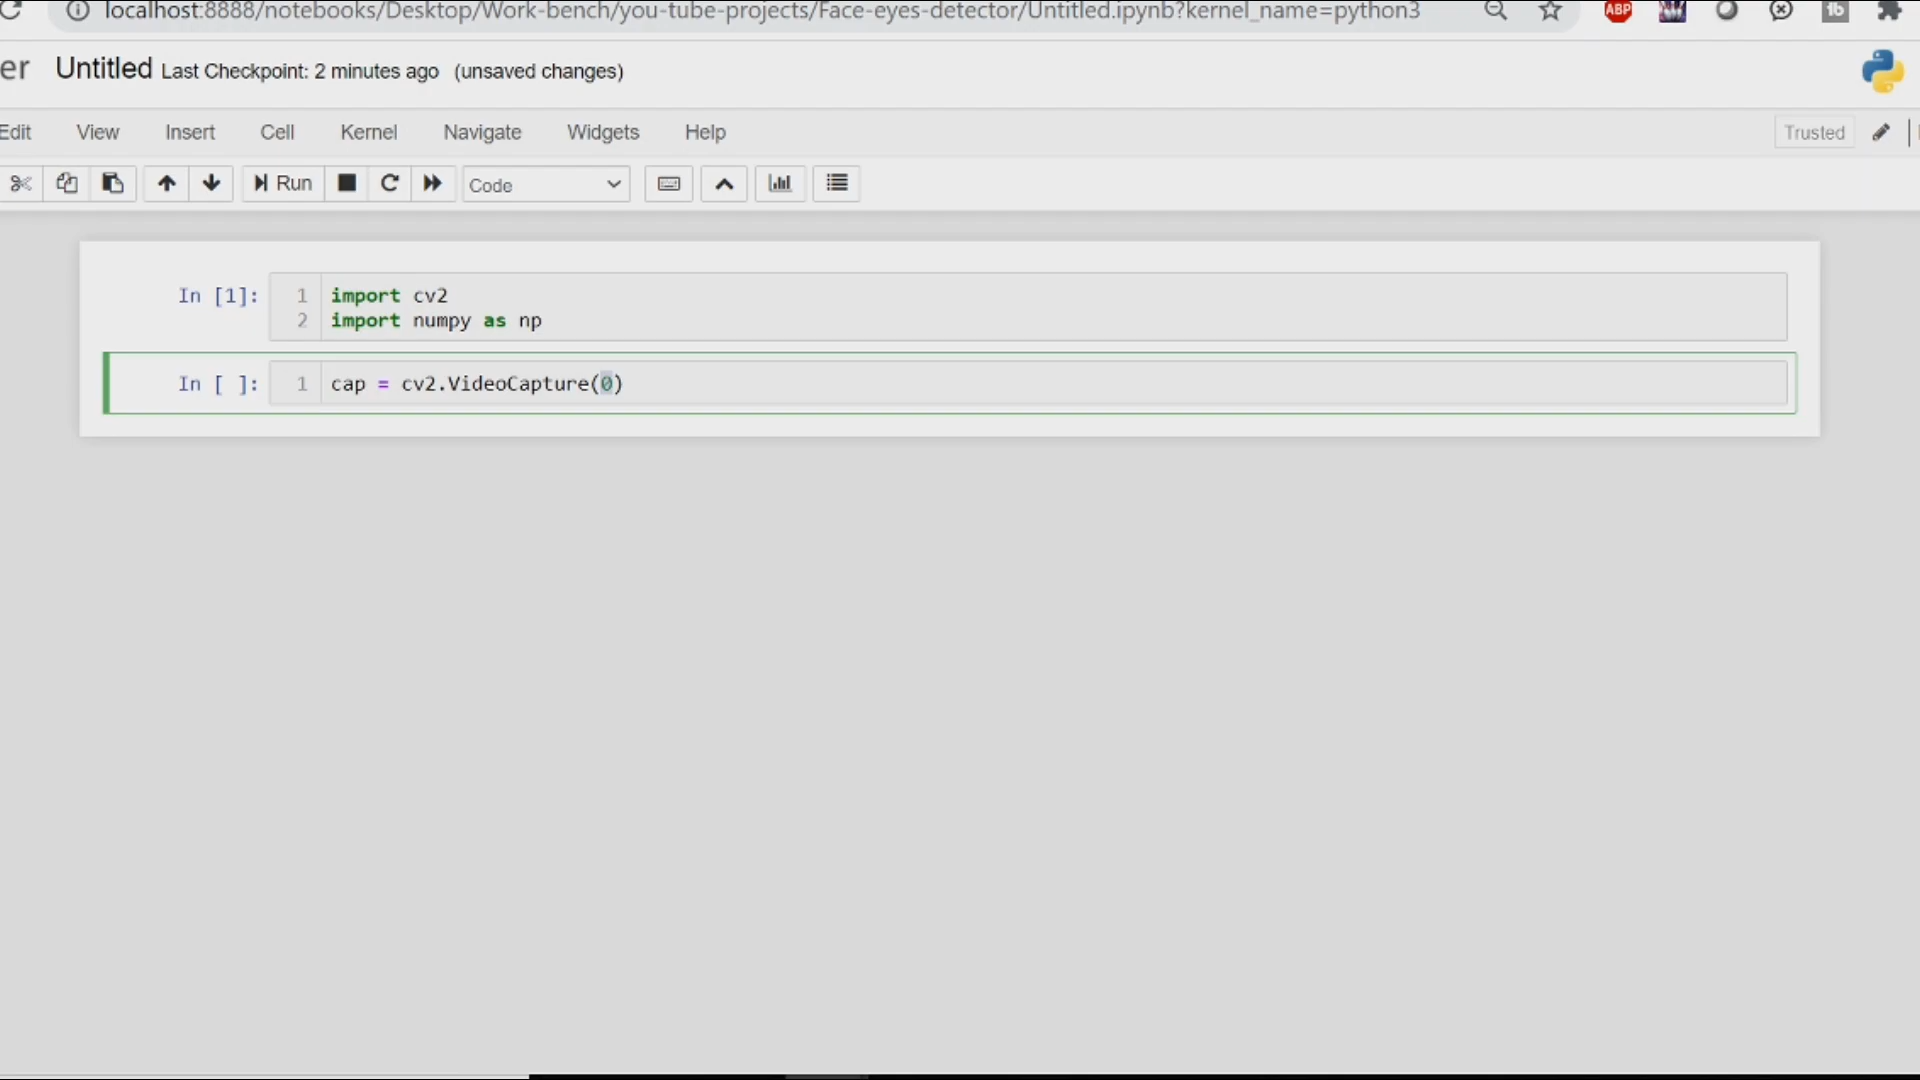 localhost:8888/notebooks/Desktop/Work-bench/you-tube-projects/Face-eyes-detector/Untitled.ipynb?kernel_name=python3
ABP
tb
er Untitled Last Checkpoint: 2 minutes ago (unsaved changes)
Edit View Insert Cell Kernel Navigate Widgets Help Trusted
Run Code
In [1]: 1 import cv2
2 import numpy as np
In [ ]: 1 cap = cv2.VideoCapture(0)